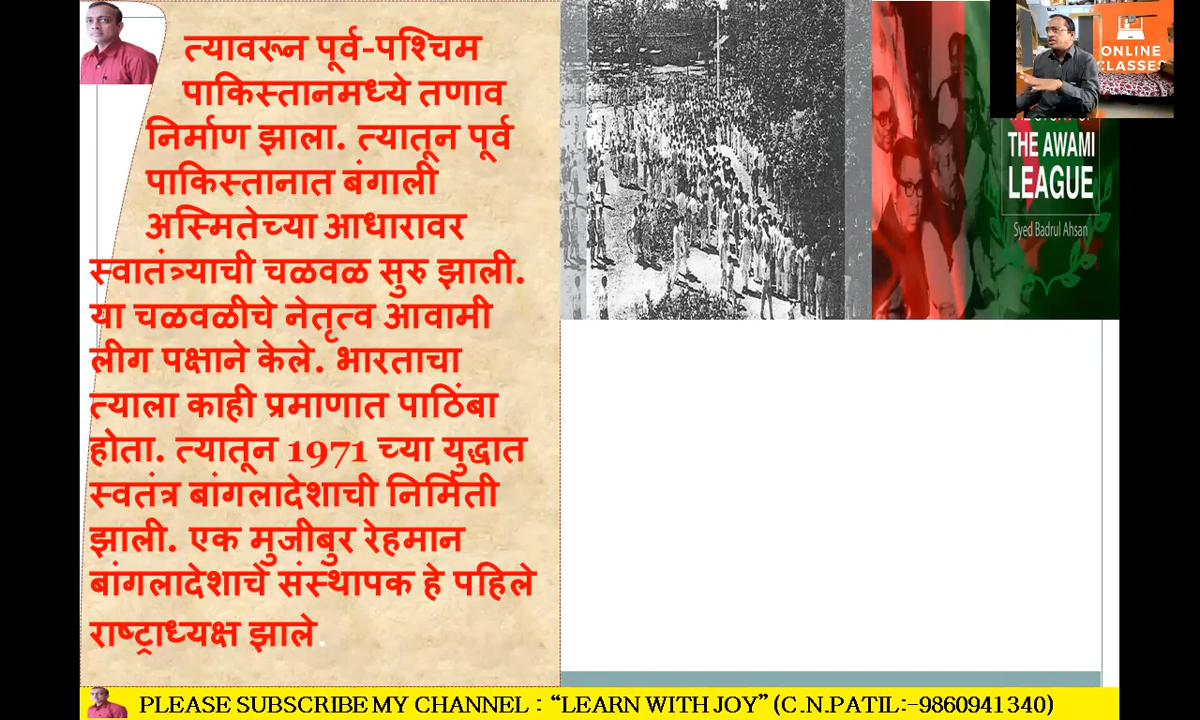 त्यावरून पूर्व-पश्चिम
पाकिस्तानमध्ये तणाव
निर्माण झाला. त्यातून पूर्व
पाकिस्तानात बंगाली
अस्मितेच्या आधारावर
स्वातंत्र्याची चळवळ सुरु झाली.
या चळवळीचे नेतृत्व आवामी
लीग पक्षाने केले. भारताचा
त्याला काही प्रमाणात पाठिंबा
होता. त्यातून 1971 च्या युद्धात
स्वतंत्र बांगलादेशाची निर्मिती
झाली. एक मुजीबुर रेहमान
बांगलादेशाचे संस्थापक हे पहिले
राष्ट्राध्यक्ष झाले.
ONLINE
CLASSES
THE AWAMI
LEAGUE
Syed Badrul Ahsan
PLEASE SUBSCRIBE MY CHANNEL : “LEARN WITH JOY” (C.N.PATIL:-9860941340)